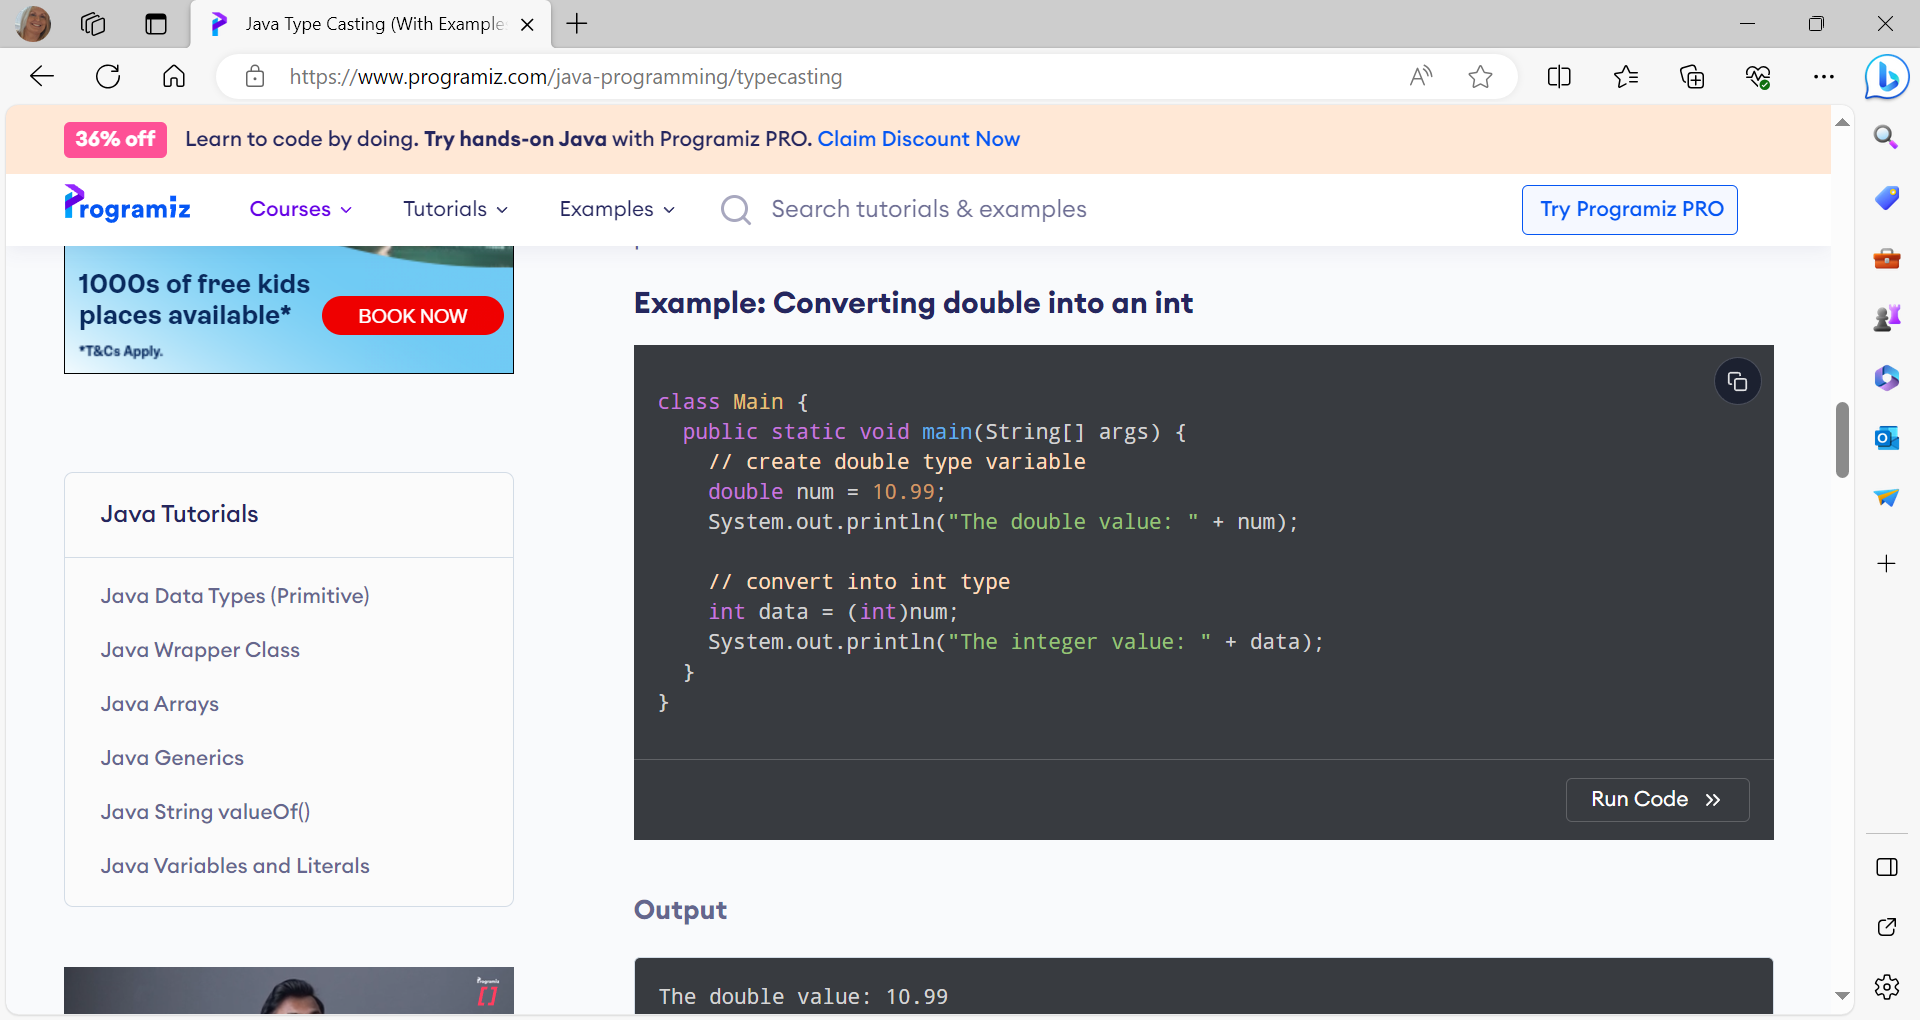 Java Type Casting (With Example
https://www.programiz.com/java-programming/typecasting
36% off Learn to code by doing. Try hands-on Java with Programiz PRO. Claim Discount Now
Programiz Courses Tutorials Examples Search tutorials & examples Try Programiz PRO
1000s of free kids
places available*
BOOK NOW
*T&Cs Apply.
Java Tutorials
Java Data Types (Primitive)
Java Wrapper Class
Java Arrays
Java Generics
Java String valueOf()
Java Variables and Literals
Programiz
Example: Converting double into an int
class Main {
public static void main(String[] args) {
// create double type variable
double num = 10.99;
System.out.println("The double value: " + num);
// convert into int type
int data = (int)num;
System.out.println("The integer value: " + data);
}
}
Run Code »
Output
The double value: 10.99